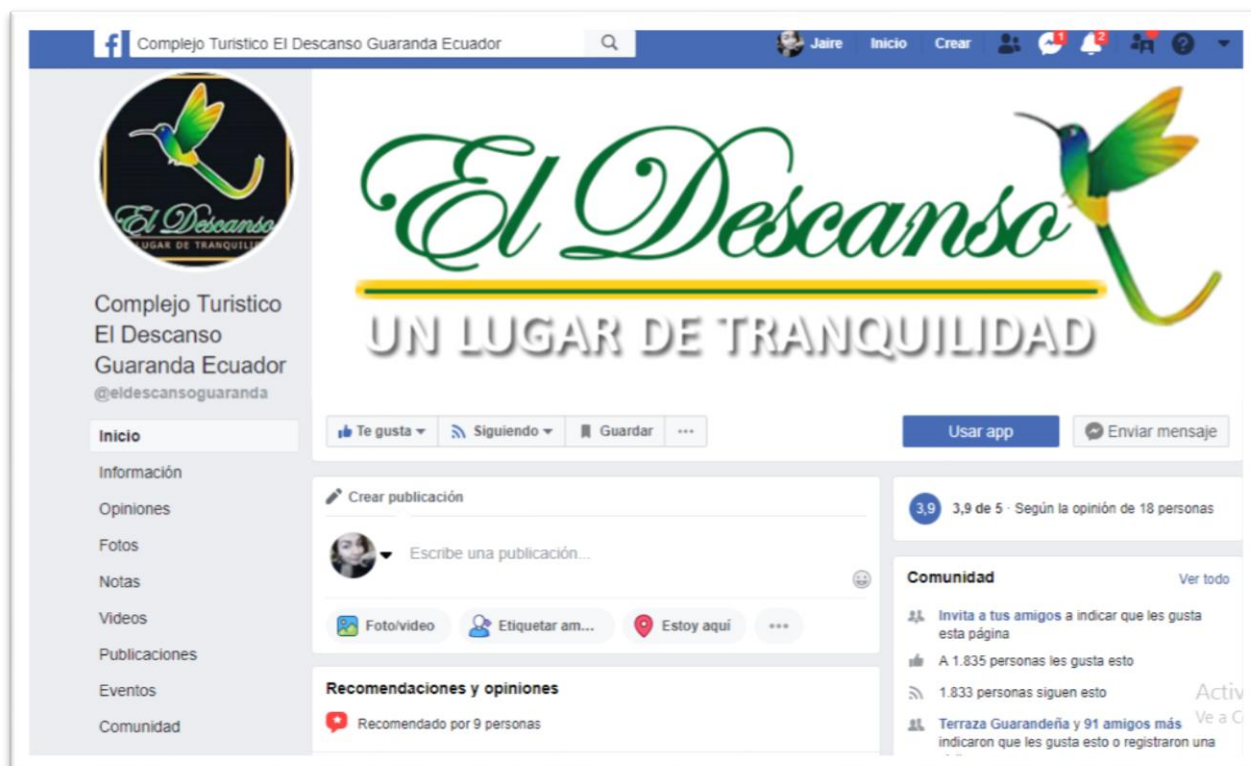 Complejo Turistico El Descanso Guaranda Ecuador
Jaire Inicio Crear 1 2
El Descanso
LUGAR DE
El Descanso
UN LUGAR DE TRANQUILIDAD
Complejo Turistico
El Descanso
Guaranda Ecuador
@eldescansoguaranda
Inicio
Información
Opiniones
Fotos
Notas
Videos
Publicaciones
Eventos
Comunidad
Te gusta Siguiendo Guardar ...
Usar app Enviar mensaje
Crear publicación
Escribe una publicación...
Foto/video Etiquetar am... Estoy aquí ...
Recomendaciones y opiniones
Recomendado por 9 personas
3,9 3,9 de 5 · Según la opinión de 18 personas
Comunidad Ver todo
Invita a tus amigos a indicar que les gusta
esta página
A 1.835 personas les gusta esto
1.833 personas siguen esto
Terraza Guarandeña y 91 amigos más
indicaron que les gusta esto o registraron una
Activ
Ve a C